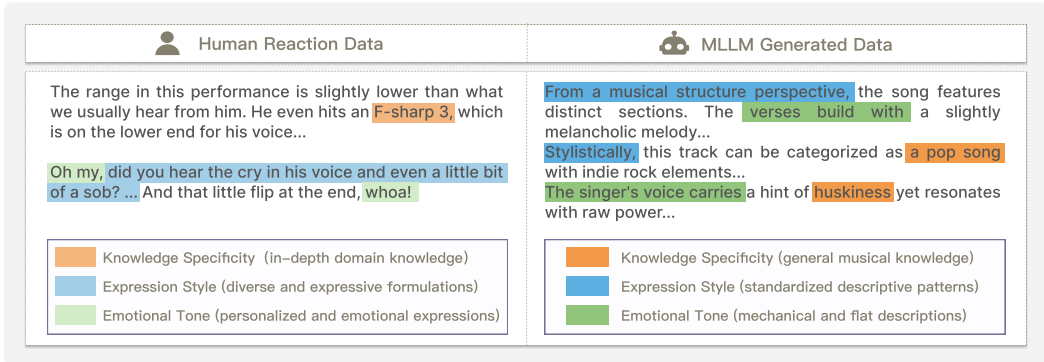 Human Reaction Data
MLLM Generated Data
The range in this performance is slightly lower than what
we usually hear from him. He even hits an F-sharp 3, which
is on the lower end for his voice...
Oh my, did you hear the cry in his voice and even a little bit
of a sob? ... And that little flip at the end, whoa!
Knowledge Specificity (in-depth domain knowledge)
Expression Style (diverse and expressive formulations)
Emotional Tone (personalized and emotional expressions)
From a musical structure perspective, the song features
distinct sections. The verses build with a slightly
melancholic melody...
Stylistically, this track can be categorized as a pop song
with indie rock elements...
The singer's voice carries a hint of huskiness yet resonates
with raw power...
Knowledge Specificity (general musical knowledge)
Expression Style (standardized descriptive patterns)
Emotional Tone (mechanical and flat descriptions)